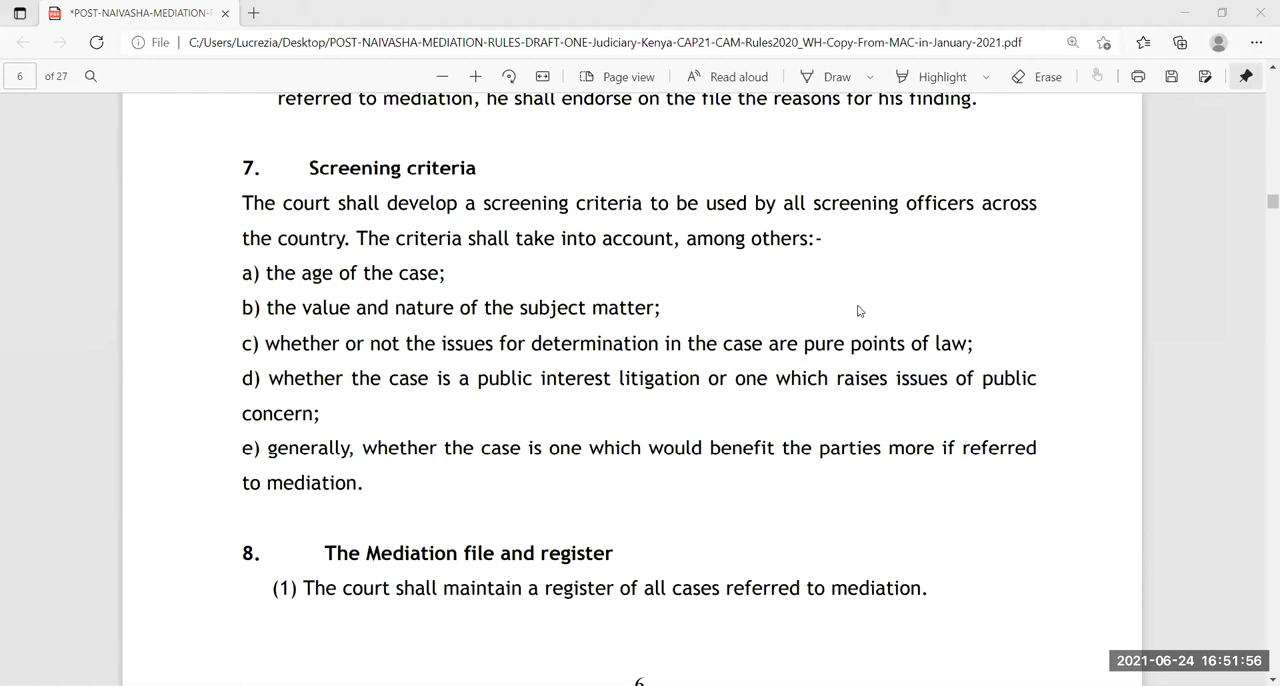 *POST-NAIVASHA-MEDIATION-
File C:/Users/Lucrezia/Desktop/POST-NAIVASHA-MEDIATION-RULES-DRAFT-ONE-Judiciary-Kenya-CAP21-CAM-Rules2020_WH-Copy-From-MAC-in-January-2021.pdf
6 of 27 Page view Read aloud Draw Highlight Erase
referred to mediation, he shall endorse on the file the reasons for his finding.
7. Screening criteria
The court shall develop a screening criteria to be used by all screening officers across
the country. The criteria shall take into account, among others:-
a) the age of the case;
b) the value and nature of the subject matter;
c) whether or not the issues for determination in the case are pure points of law;
d) whether the case is a public interest litigation or one which raises issues of public
concern;
e) generally, whether the case is one which would benefit the parties more if referred
to mediation.
8. The Mediation file and register
(1) The court shall maintain a register of all cases referred to mediation.
6
2021-06-24 16:51:56